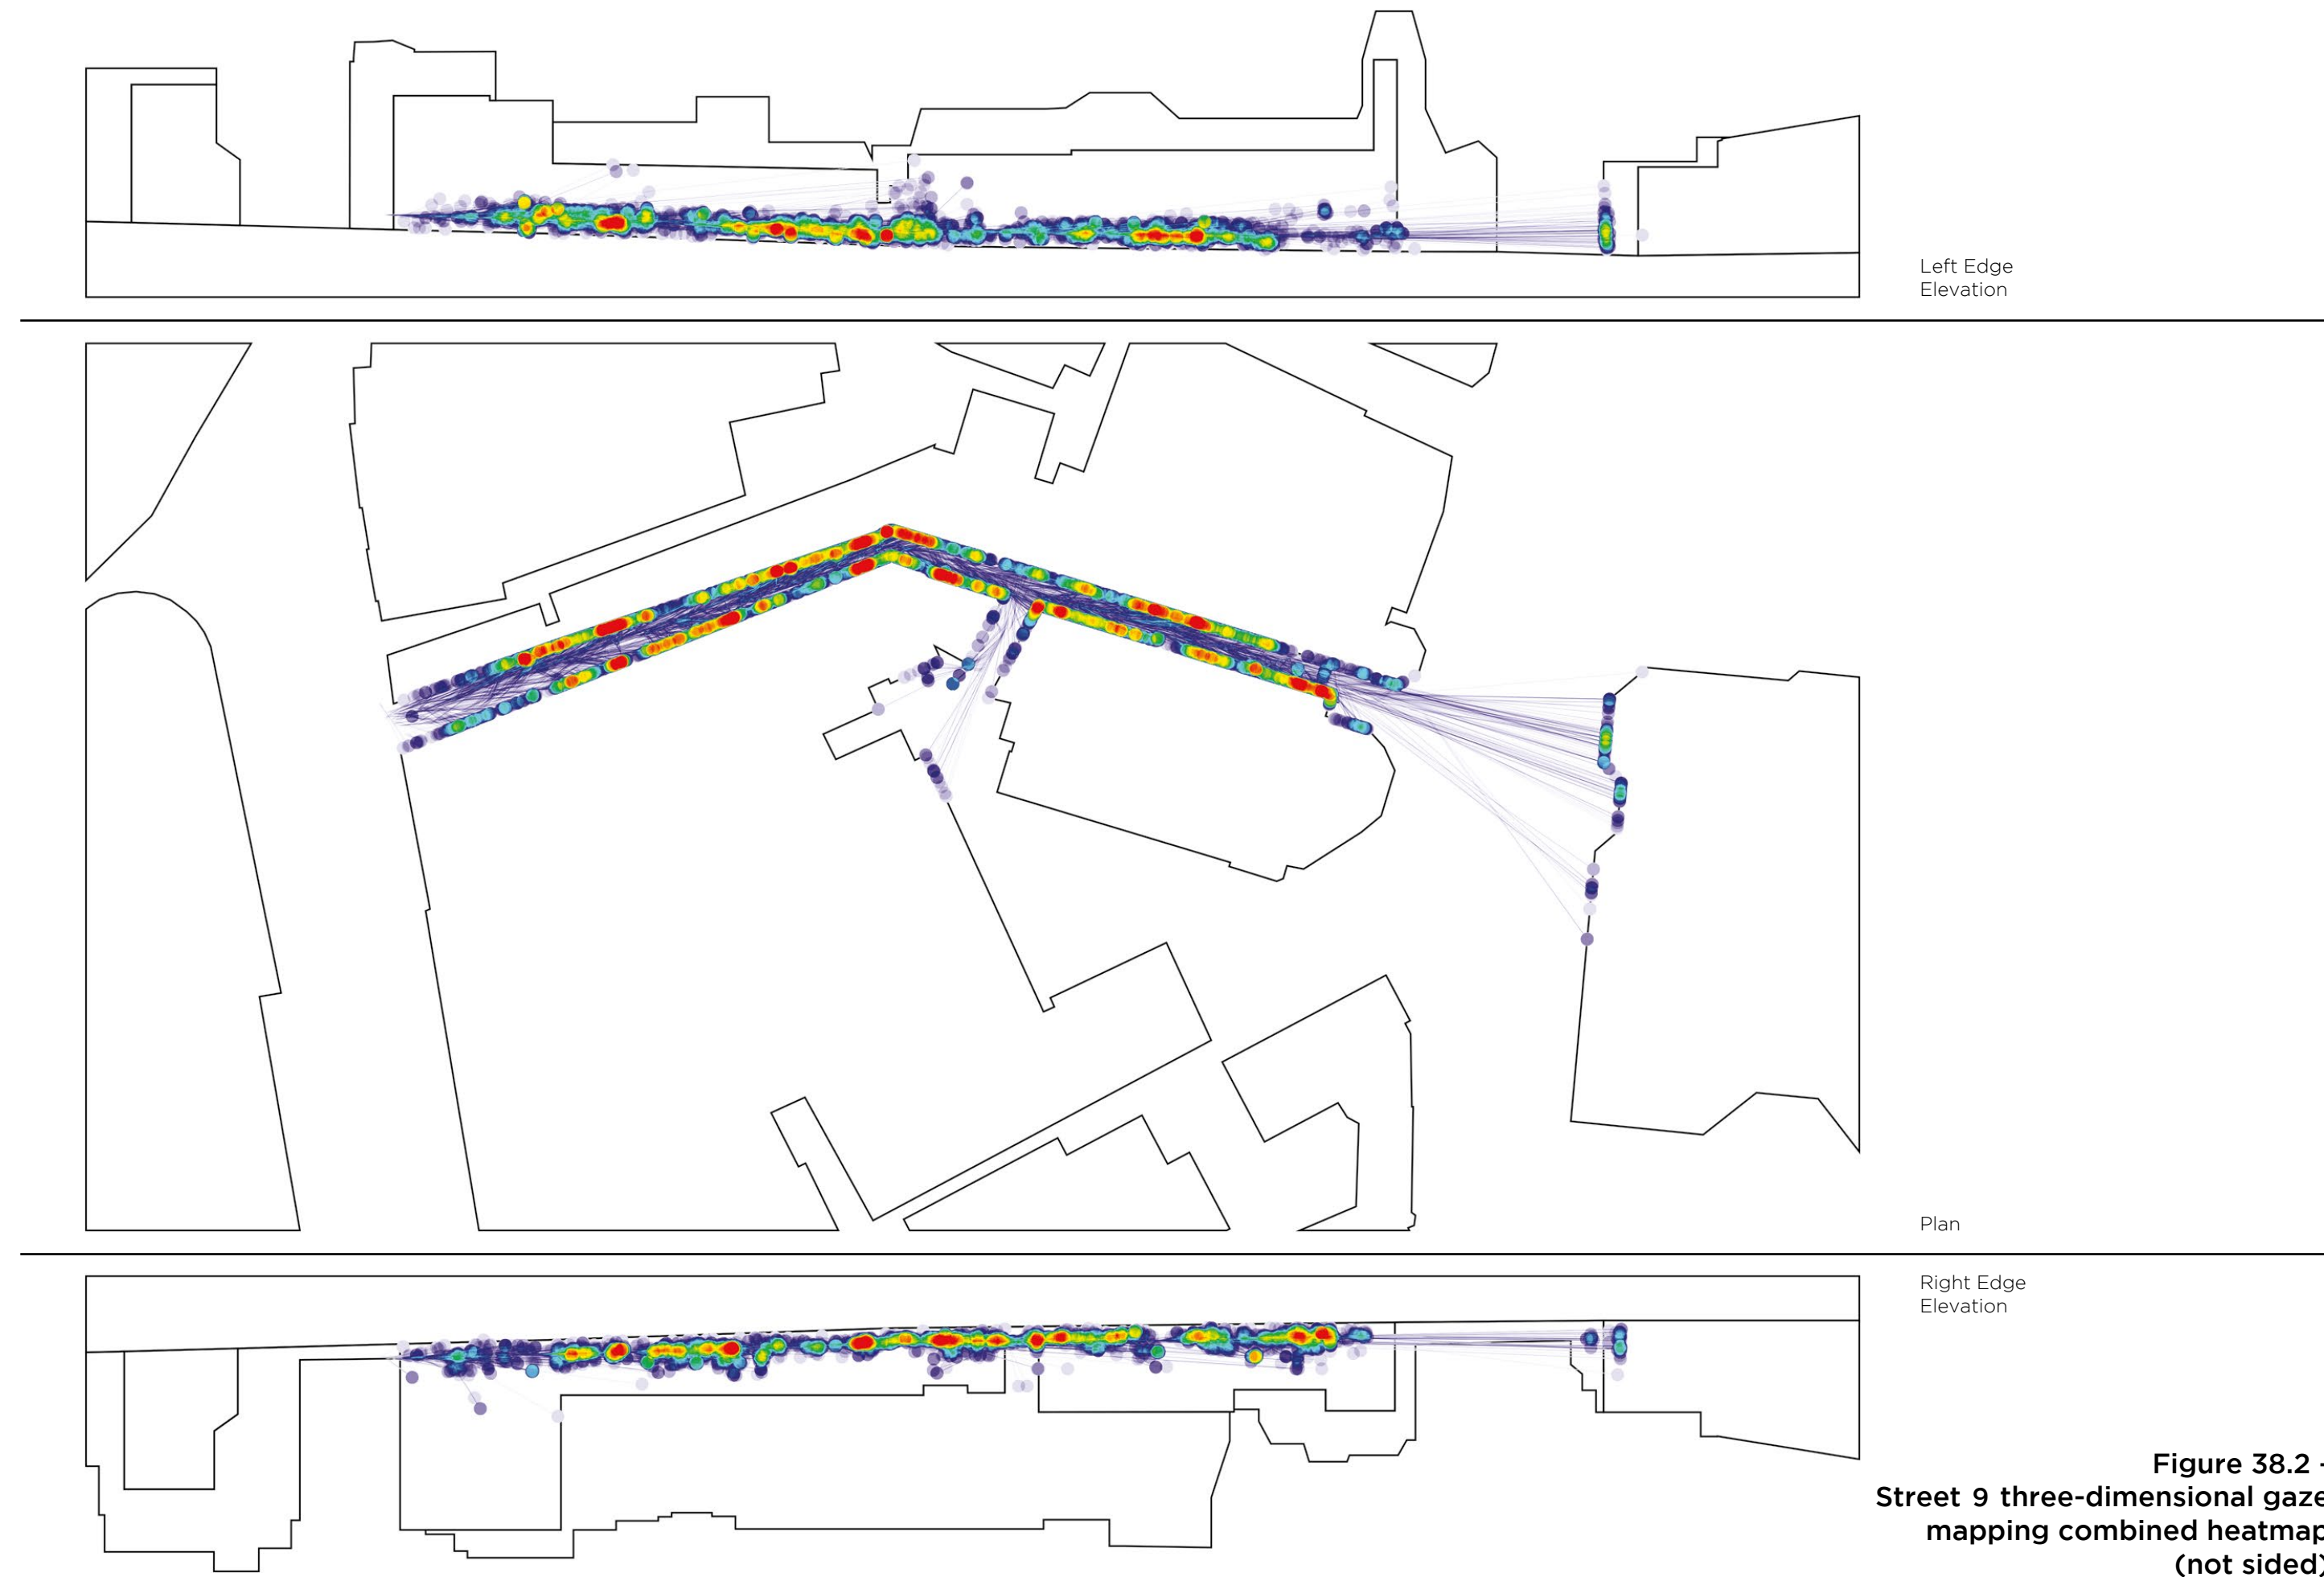 Left Edge
Elevation
Plan
Right Edge
Elevation
Figure 38.2 -
Street 9 three-dimensional gaze
mapping combined heatmap
(not sided)